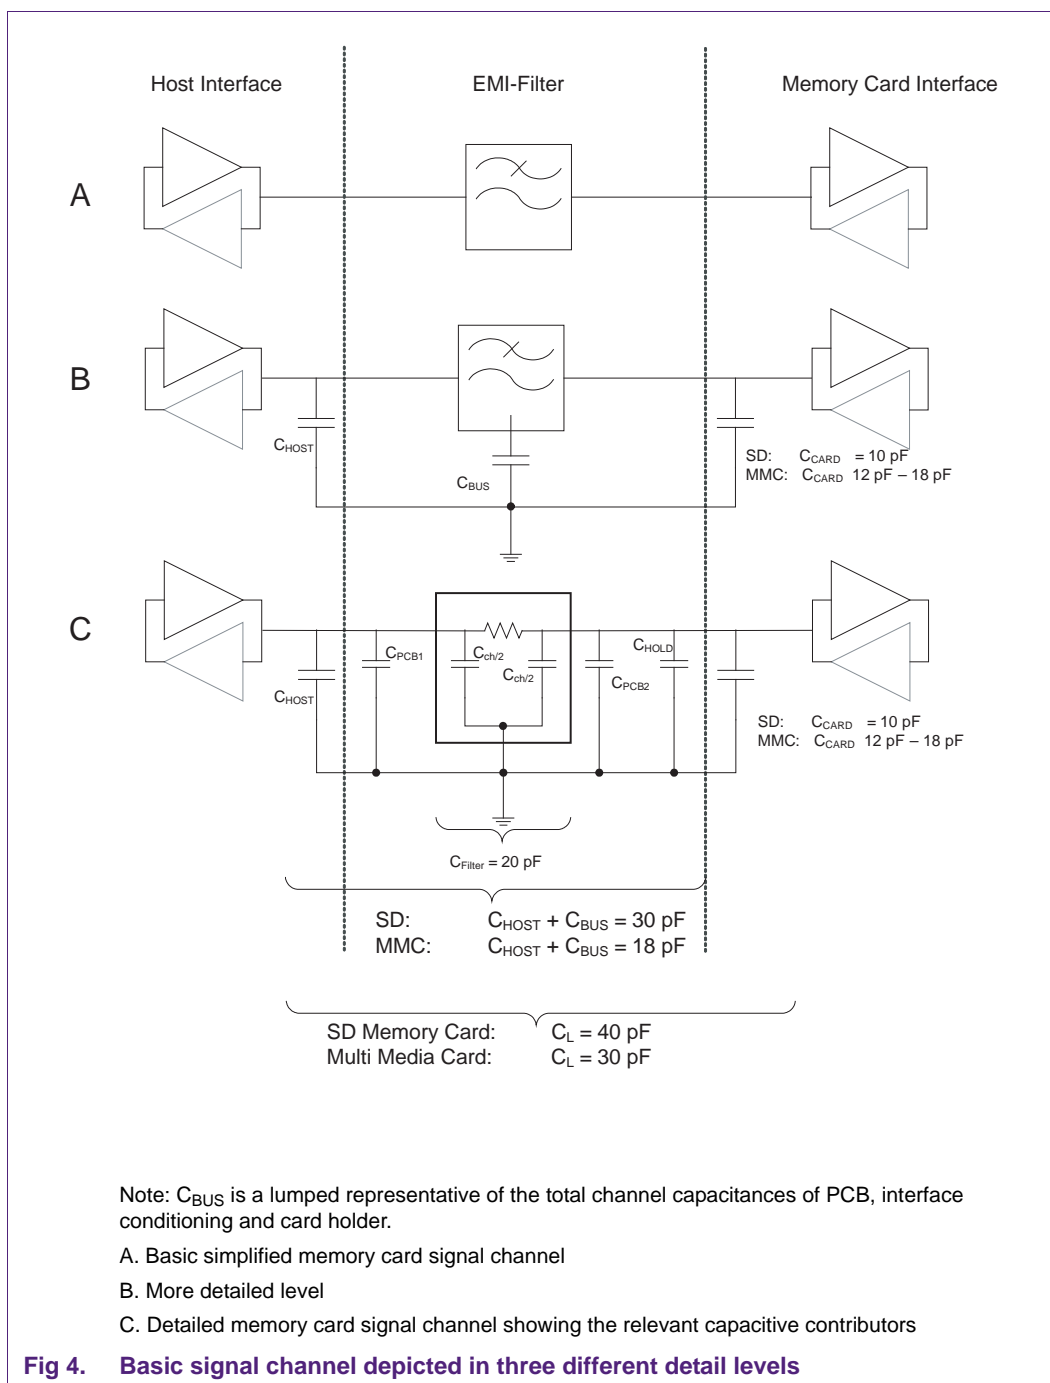 Host Interface EMI-Filter Memory Card Interface
A
B
CHOST
CBUS
SD: CCARD = 10 pF
MMC: CCARD 12 pF – 18 pF
C
CPCB1 Cch/2 CHOLD
CHOST Cch/2 CPCB2
SD: CCARD = 10 pF
MMC: CCARD 12 pF – 18 pF
CFilter = 20 pF
SD: CHOST + CBUS = 30 pF
MMC: CHOST + CBUS = 18 pF
SD Memory Card: CL = 40 pF
Multi Media Card: CL = 30 pF
Note: CBUS is a lumped representative of the total channel capacitances of PCB, interface
conditioning and card holder.
A. Basic simplified memory card signal channel
B. More detailed level
C. Detailed memory card signal channel showing the relevant capacitive contributors
Fig 4. Basic signal channel depicted in three different detail levels